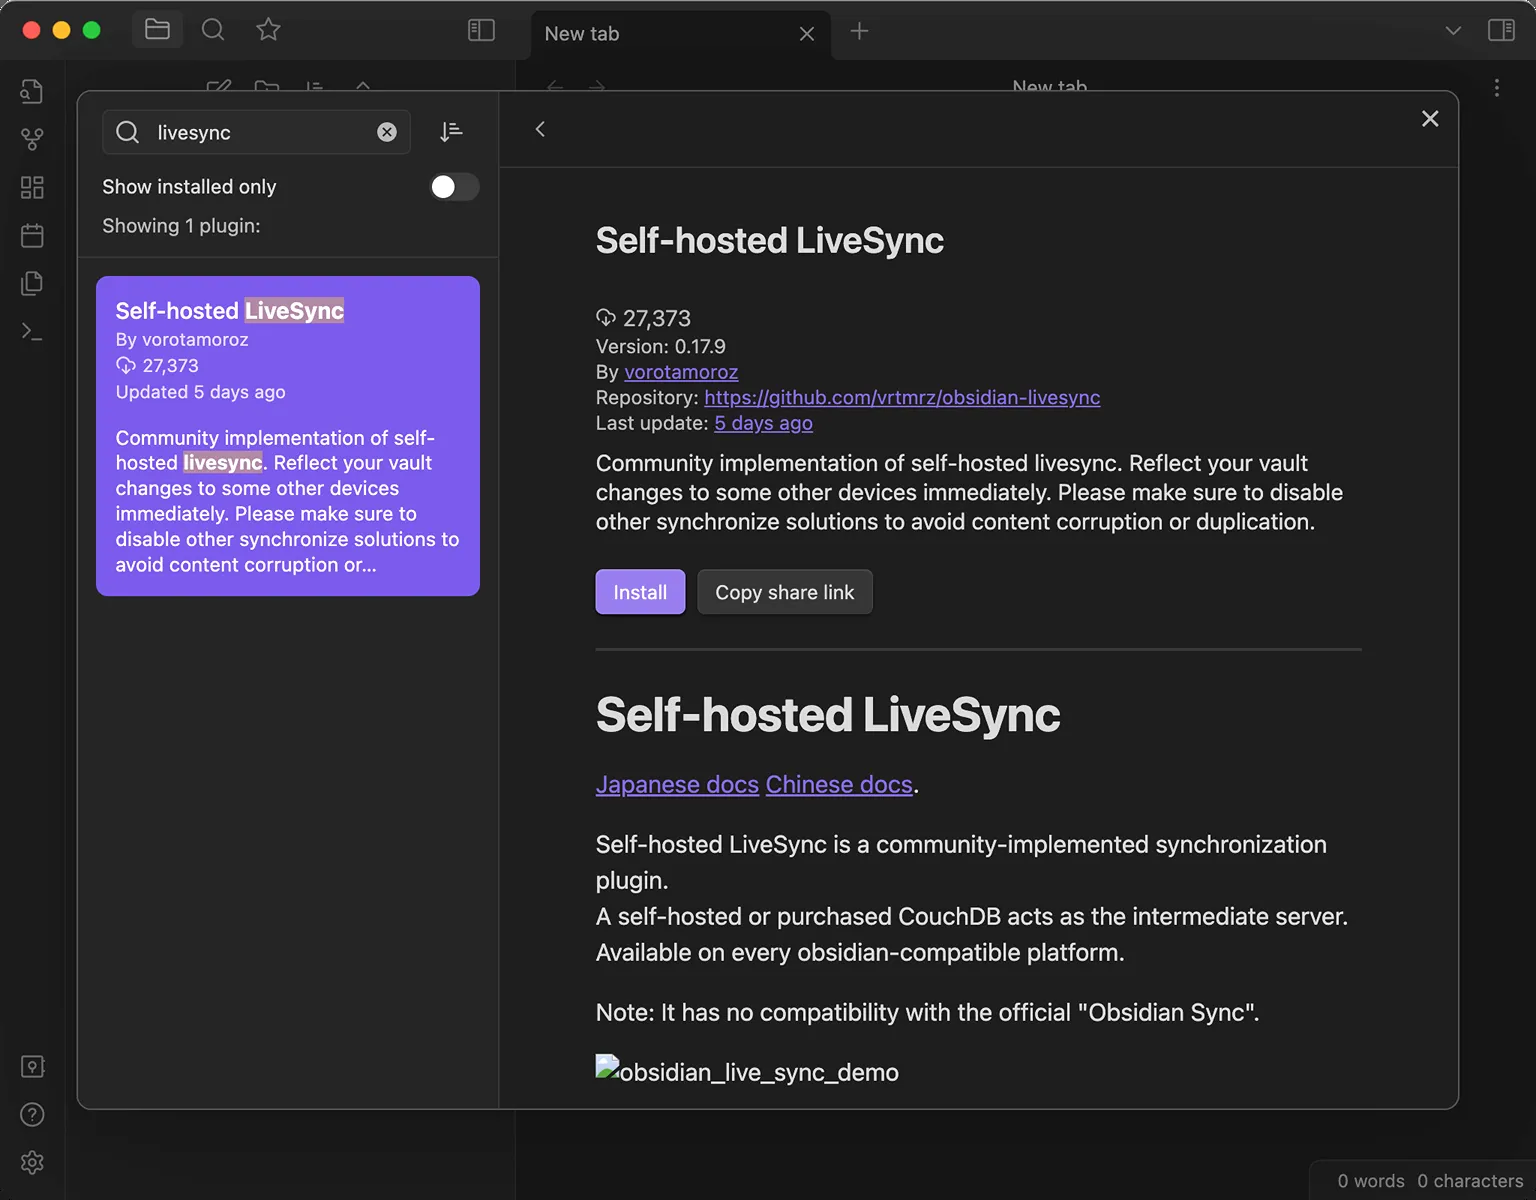 New tab
New tab
livesync
Show installed only
Showing 1 plugin:
Self-hosted LiveSync
By vorotamoroz
27,373
Updated 5 days ago
Community implementation of self-
hosted livesync. Reflect your vault
changes to some other devices
immediately. Please make sure to
disable other synchronize solutions to
avoid content corruption or...
Self-hosted LiveSync
27,373
Version: 0.17.9
By vorotamoroz
Repository: https://github.com/vrtmrz/obsidian-livesync
Last update: 5 days ago
Community implementation of self-hosted livesync. Reflect your vault
changes to some other devices immediately. Please make sure to disable
other synchronize solutions to avoid content corruption or duplication.
Install
Copy share link
Self-hosted LiveSync
Japanese docs Chinese docs.
Self-hosted LiveSync is a community-implemented synchronization
plugin.
A self-hosted or purchased CouchDB acts as the intermediate server.
Available on every obsidian-compatible platform.
Note: It has no compatibility with the official "Obsidian Sync".
obsidian_live_sync_demo
0 words 0 characters